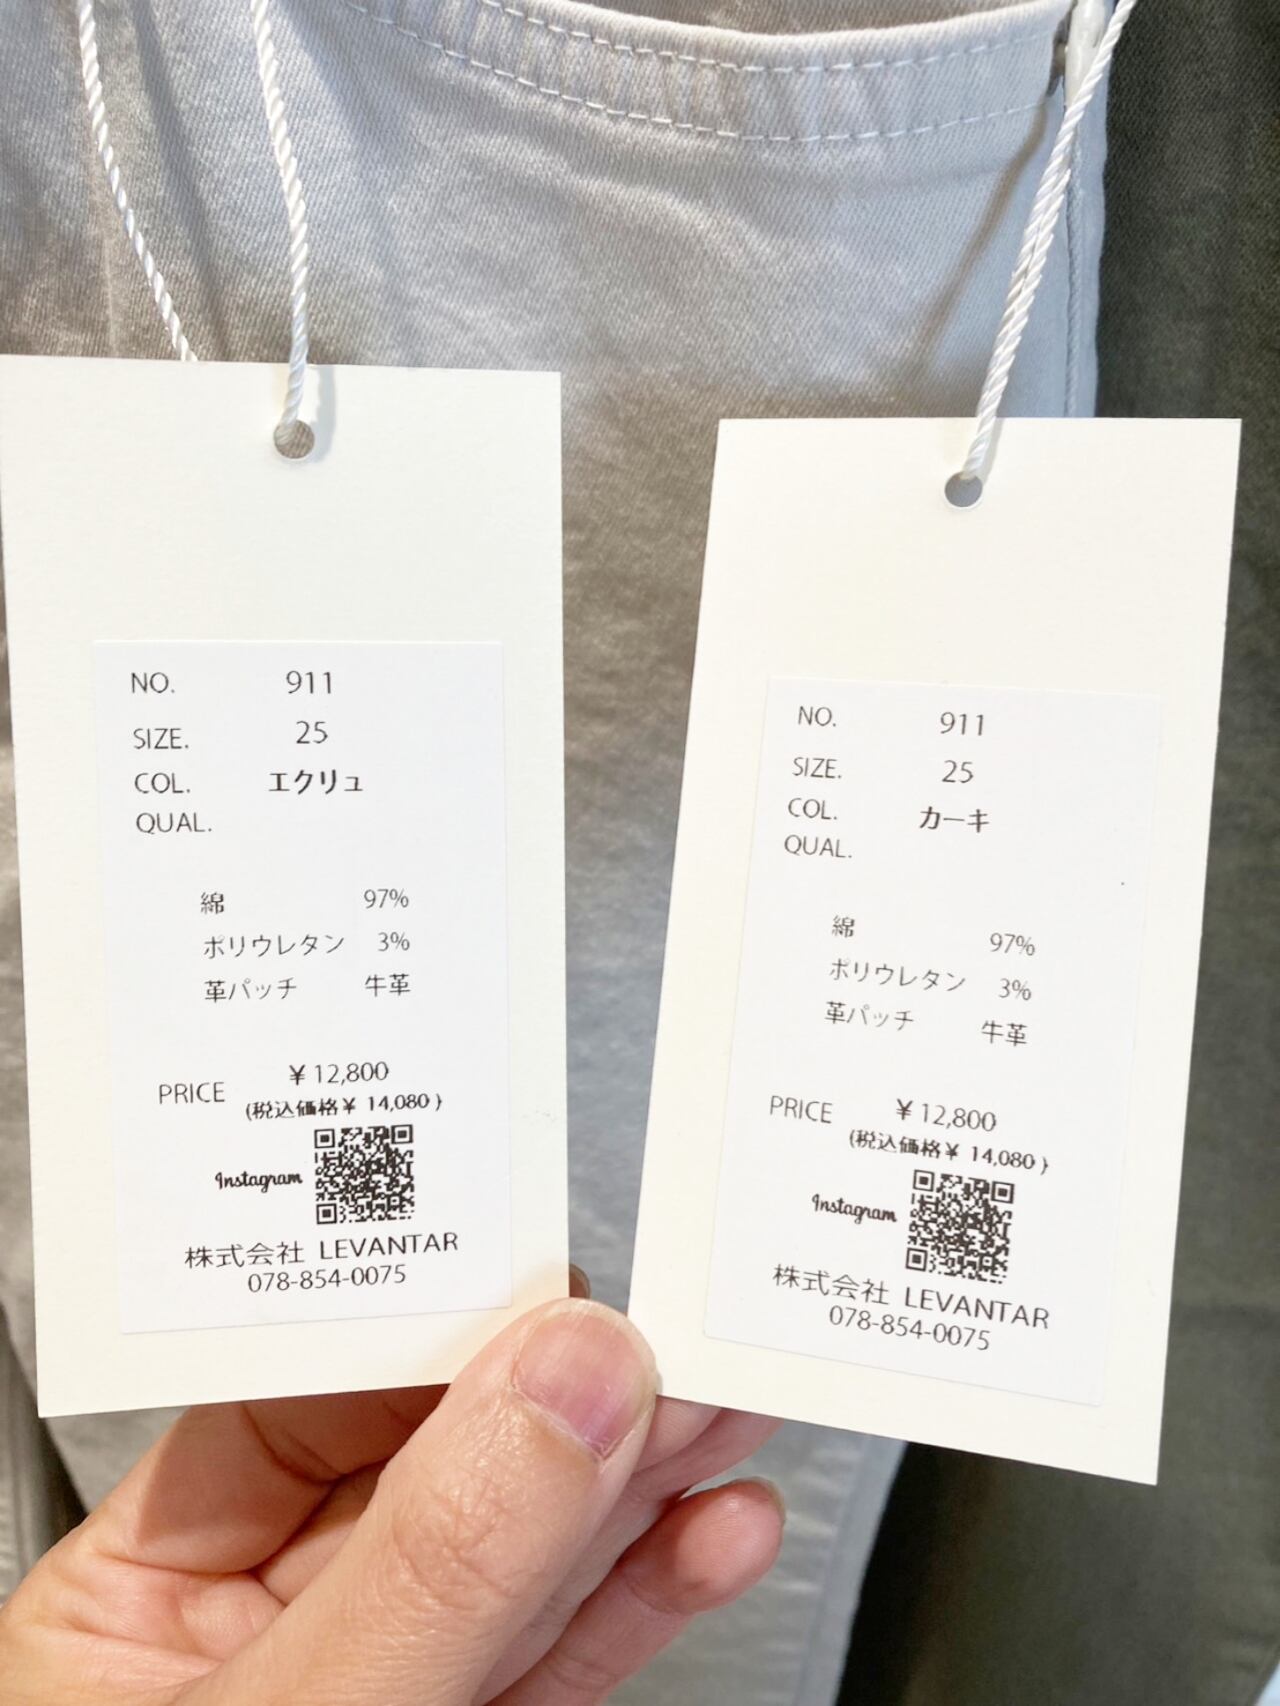 NO. 911
SIZE. 25
COL. エクリュ
QUAL.
綿 97%
ポリウレタン 3%
革パッチ 牛革
PRICE ¥12,800
(税込価格¥ 14,080 )
Instagram
株式会社 LEVANTAR
078-854-0075
NO. 911
SIZE. 25
COL. カーキ
QUAL.
綿 97%
ポリウレタン 3%
革パッチ 牛革
PRICE ¥12,800
(税込価格¥ 14,080 )
Instagram
株式会社 LEVANTAR
078-854-0075